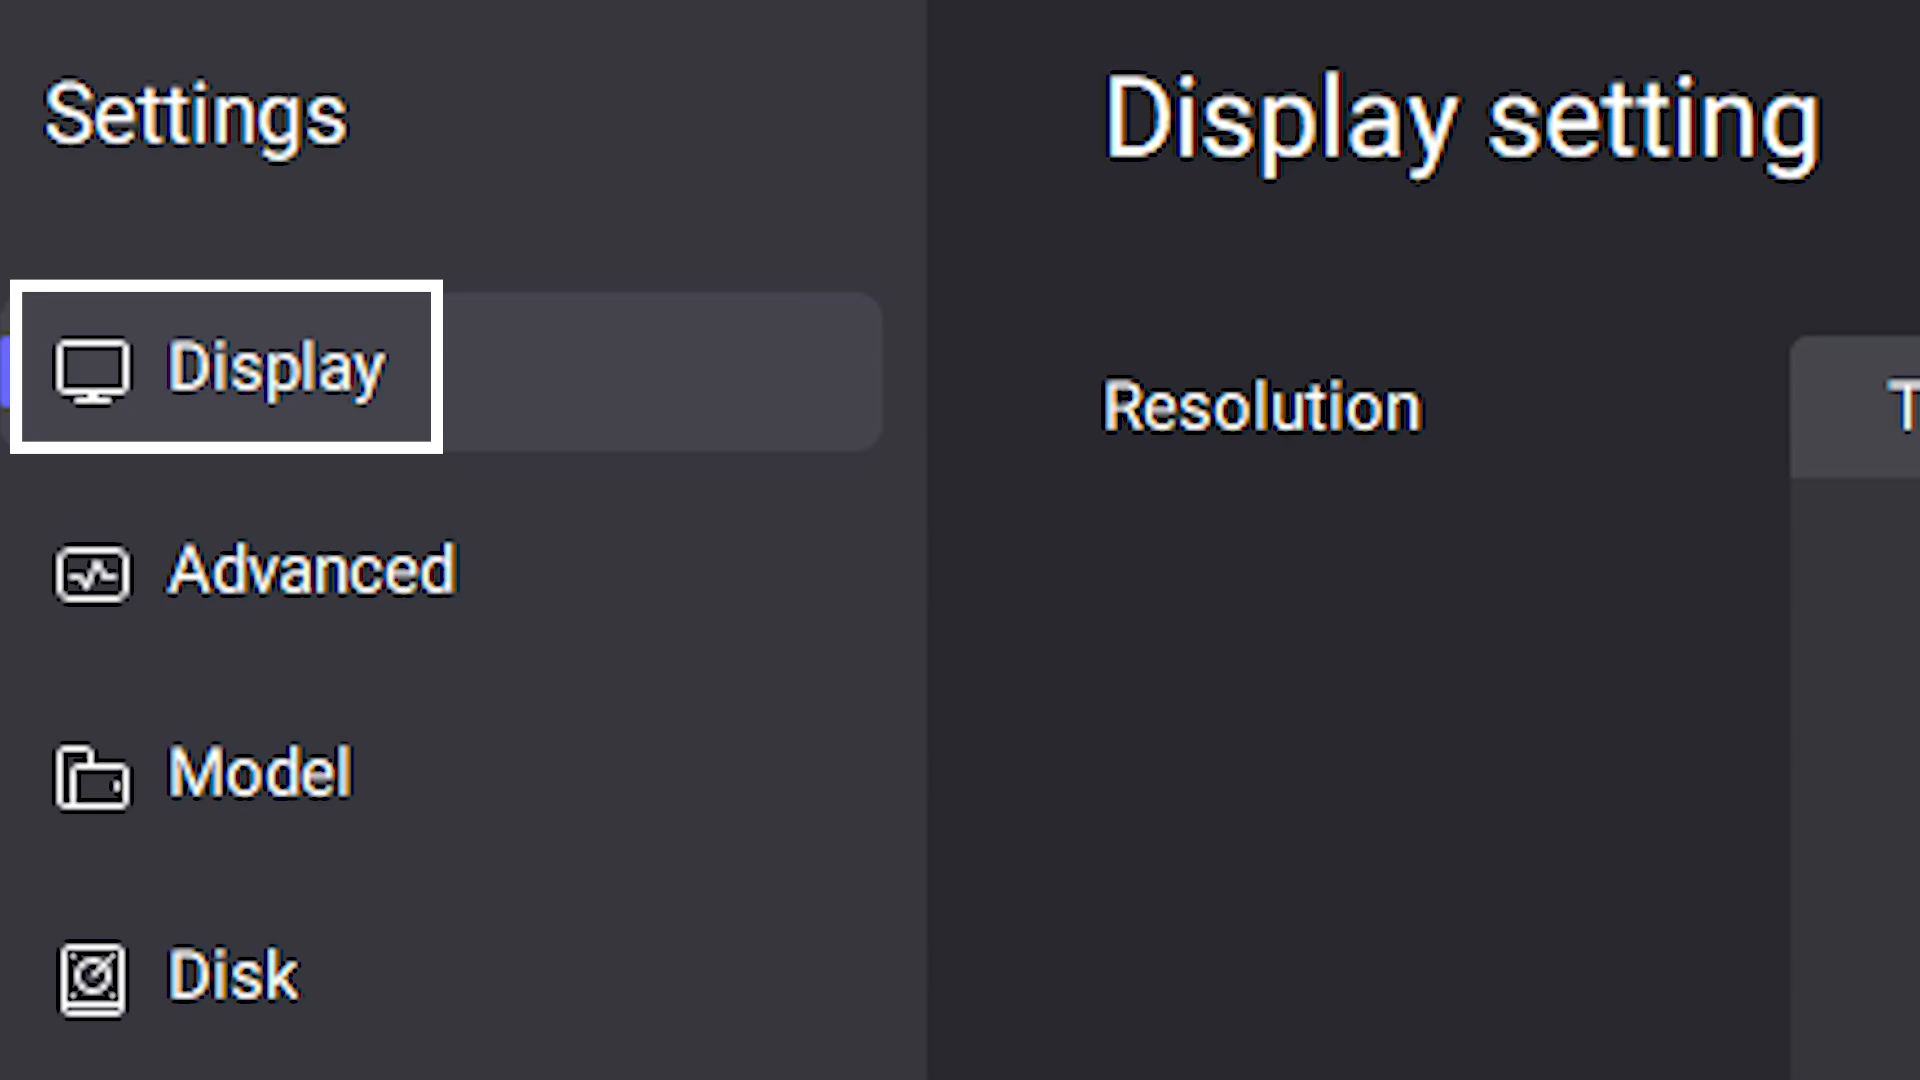 Settings
Display
Advanced
Model
Disk
Display setting
Resolution
T